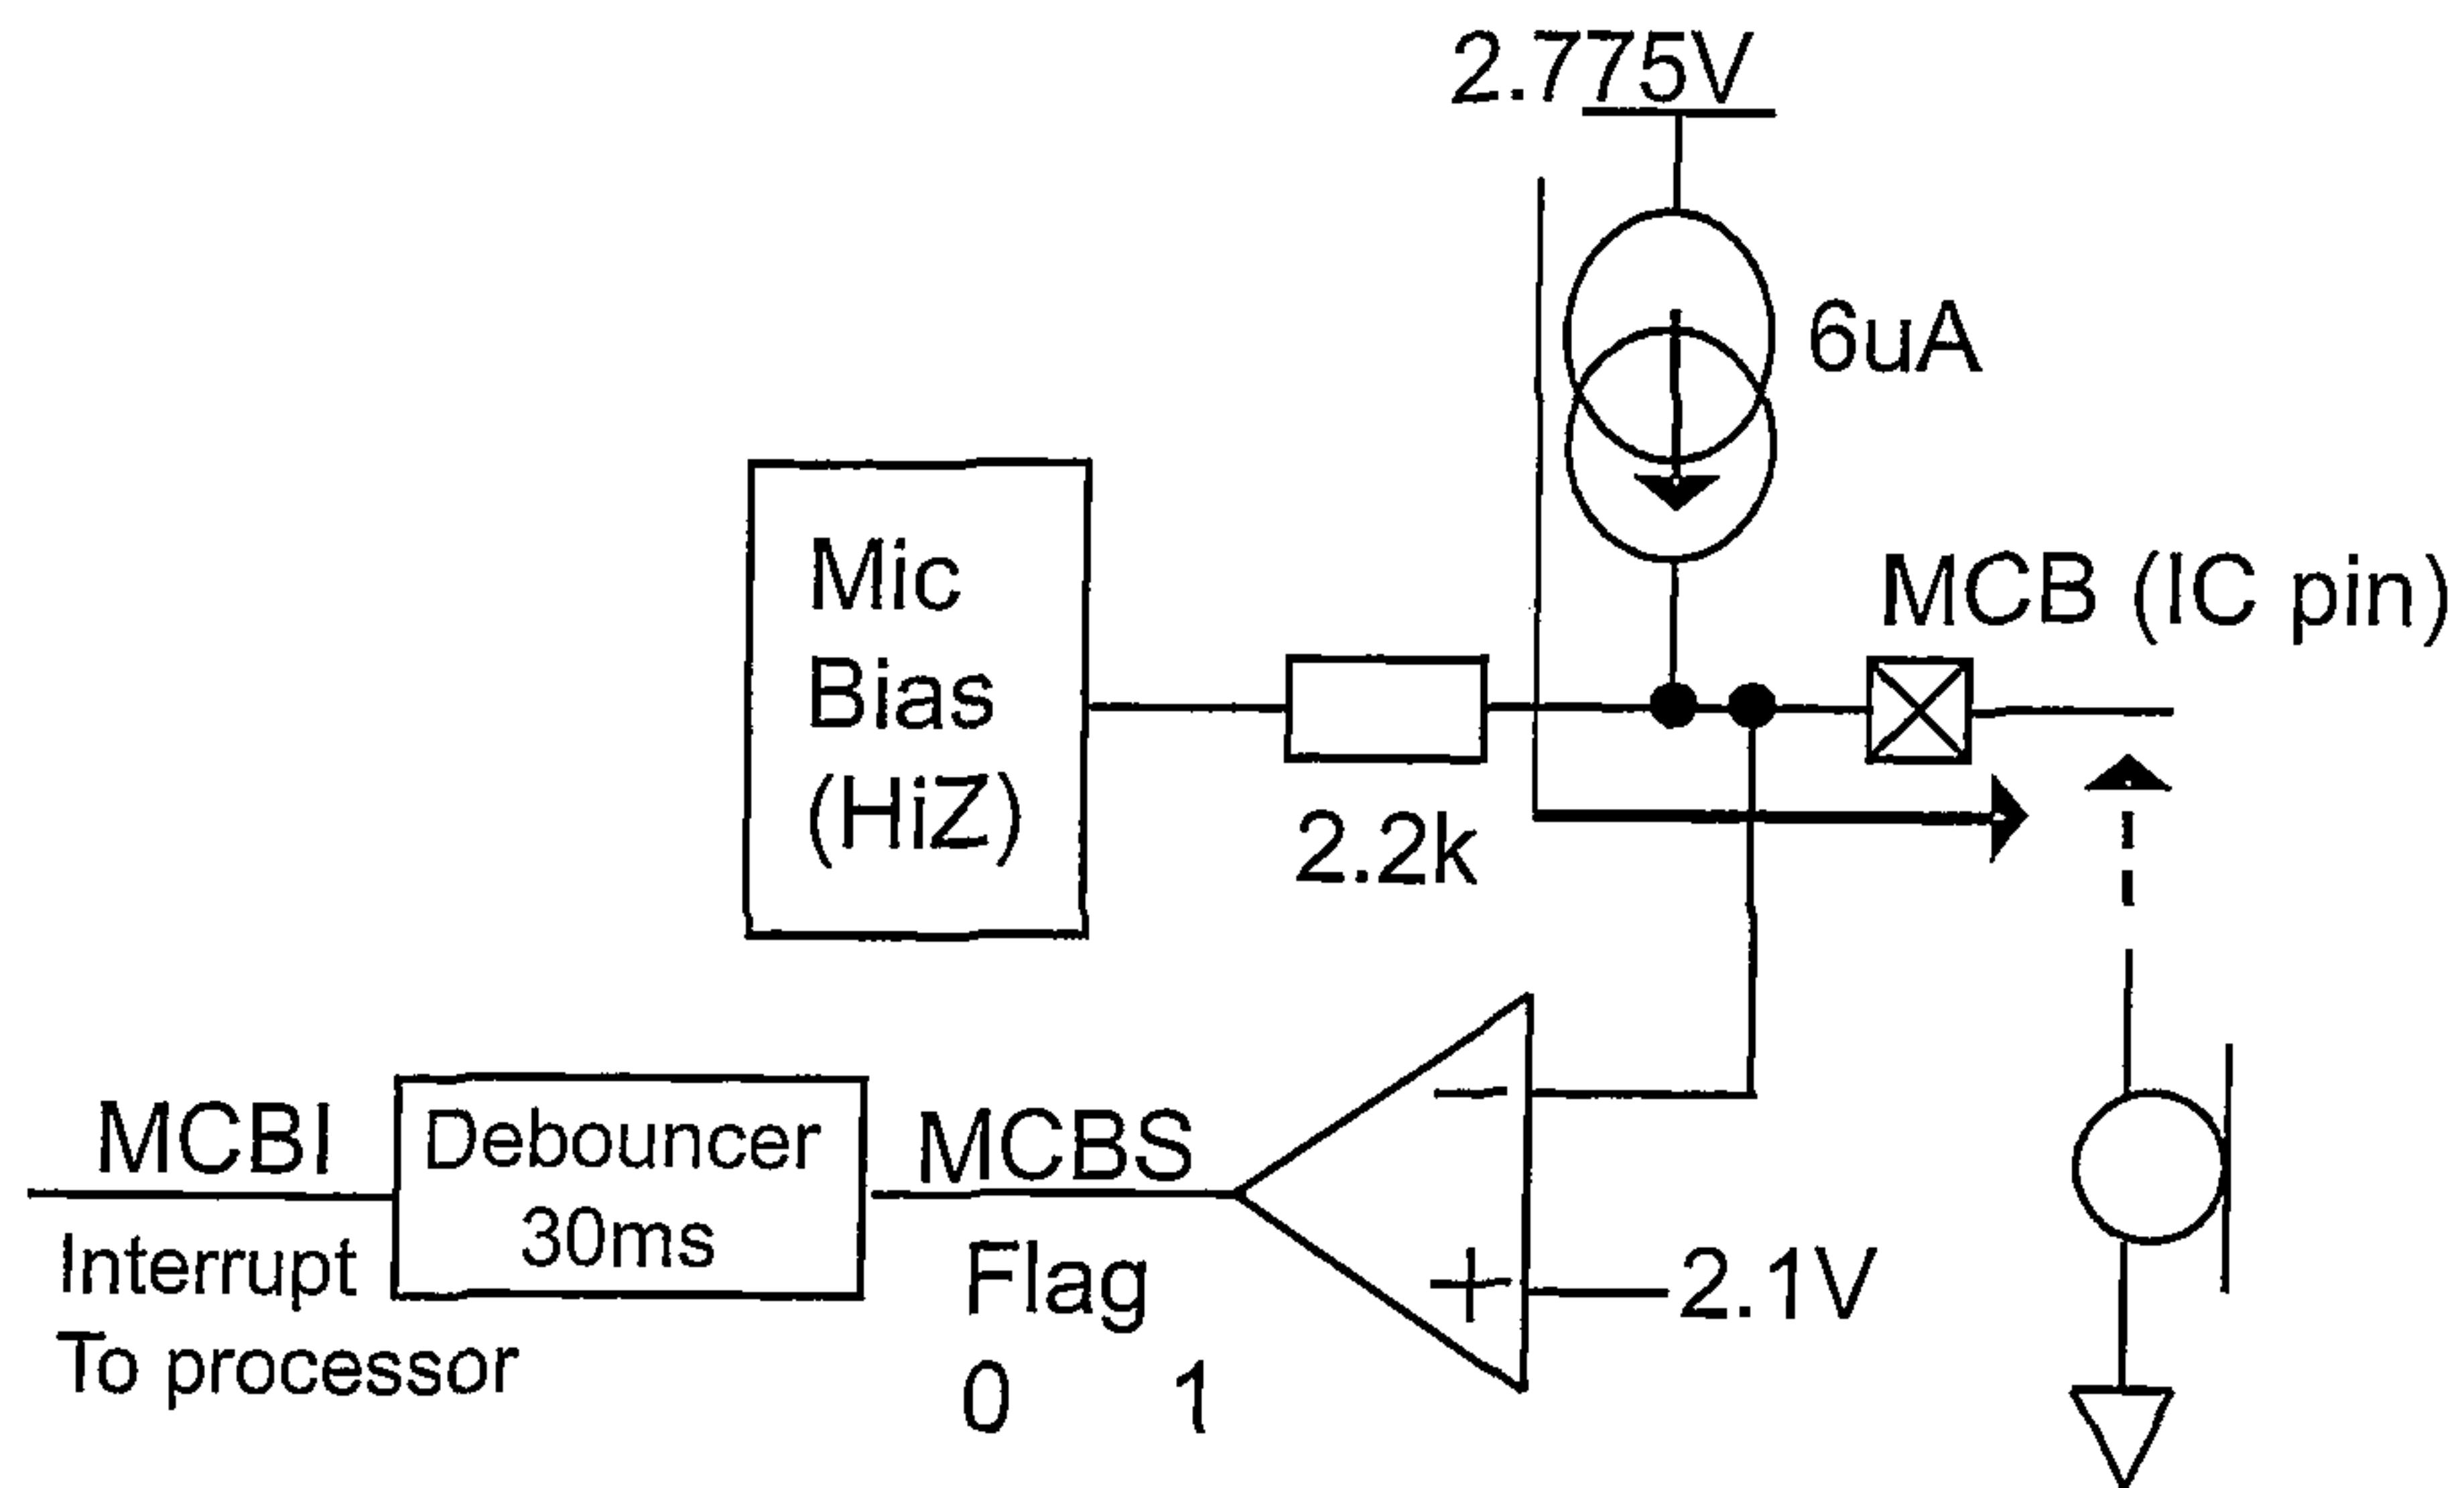 2.775V
6uA
Mic
Bias
(HiZ)
MCB (IC pin)
2.2k
MCBI
Debouncer
30ms
MCBS
Interrupt
To processor
Flag
0 1
−
+
2.1V